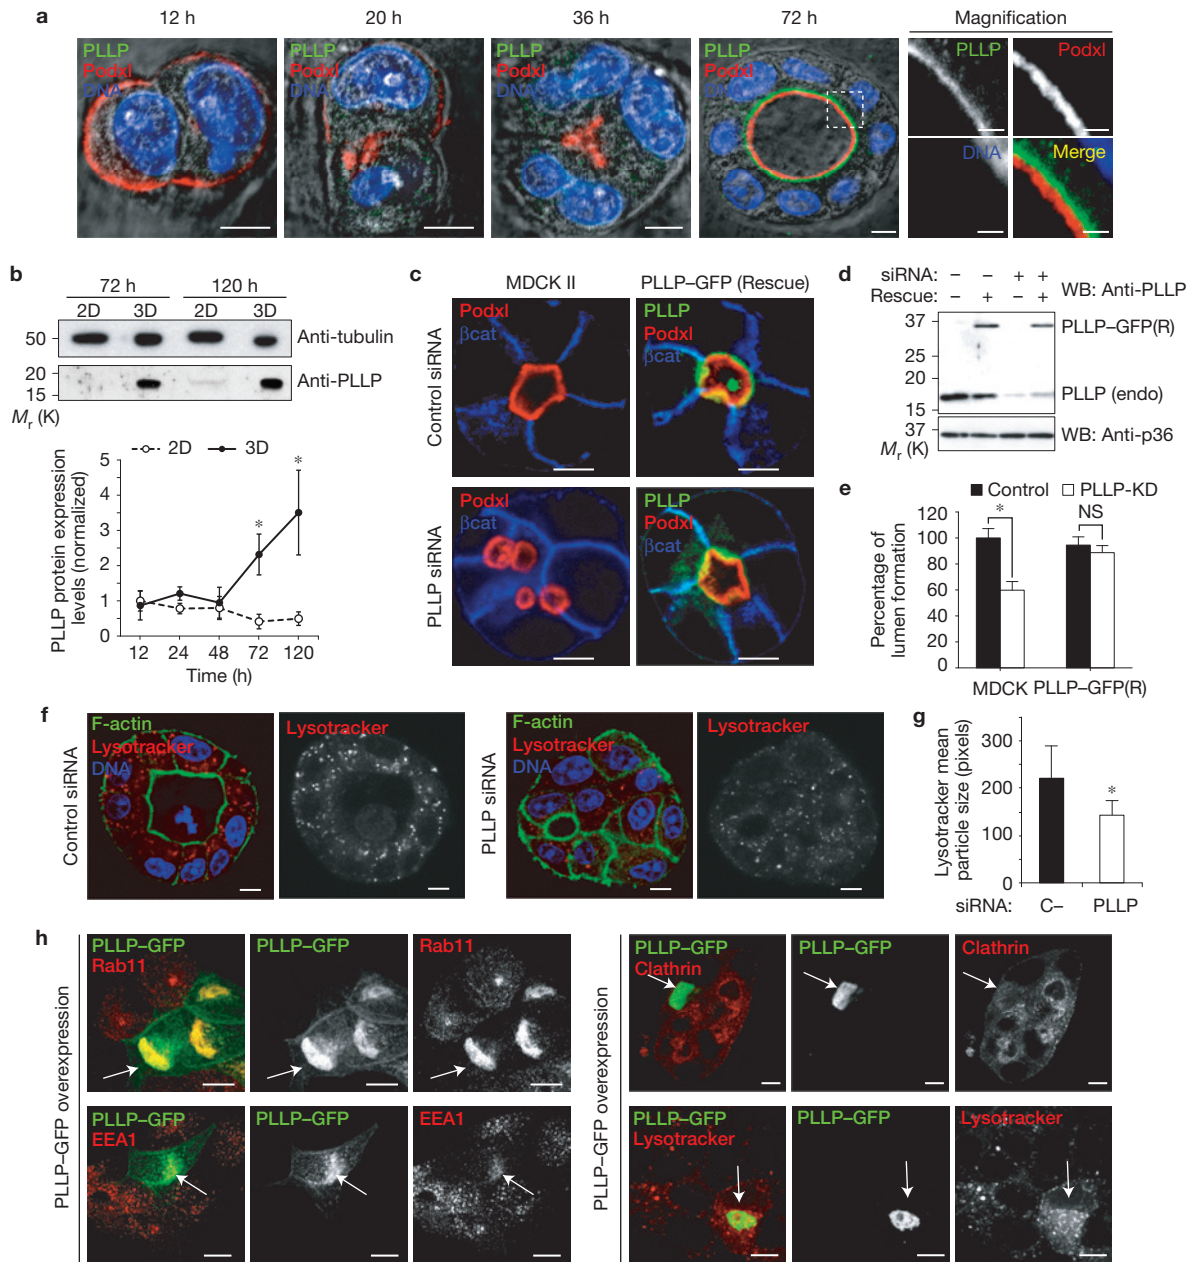 a
12 h 20 h 36 h 72 h Magnification
PLLP
Podxl
DNA
PLLP
Podxl
DNA
PLLP
Podxl
DNA
PLLP
Podxl
DNA
PLLP
Podxl
DNA
Merge
b
72 h 120 h
2D 3D 2D 3D
50 Anti-tubulin
20
15
Anti-PLLP
Mr (K)
2D 3D
PLLP protein expression
levels (normalized)
5
4
3
2
1
0
* *
12 24 48 72 120
Time (h)
c
MDCK II PLLP–GFP (Rescue)
Control siRNA
Podxl
βcat
PLLP
Podxl
βcat
PLLP siRNA
Podxl
βcat
PLLP
Podxl
βcat
d
siRNA: – – + +
Rescue: – + – +
WB: Anti-PLLP
37 PLLP–GFP(R)
25
20
PLLP (endo)
15
37 WB: Anti-p36
Mr (K)
e
Control PLLP-KD
* NS
Percentage of
lumen formation
120
100
80
60
40
20
0
MDCK PLLP–GFP(R)
f
Control siRNA
F-actin
Lysotracker
DNA
Lysotracker
PLLP siRNA
F-actin
Lysotracker
DNA
Lysotracker
g
Lysotracker mean
particle size (pixels)
300
200
100
0
*
siRNA: C– PLLP
h
PLLP–GFP overexpression
PLLP–GFP
Rab11
PLLP–GFP
Rab11
PLLP–GFP
EEA1
PLLP–GFP
EEA1
PLLP–GFP overexpression
PLLP–GFP
Clathrin
PLLP–GFP
Clathrin
PLLP–GFP
Lysotracker
PLLP–GFP
Lysotracker